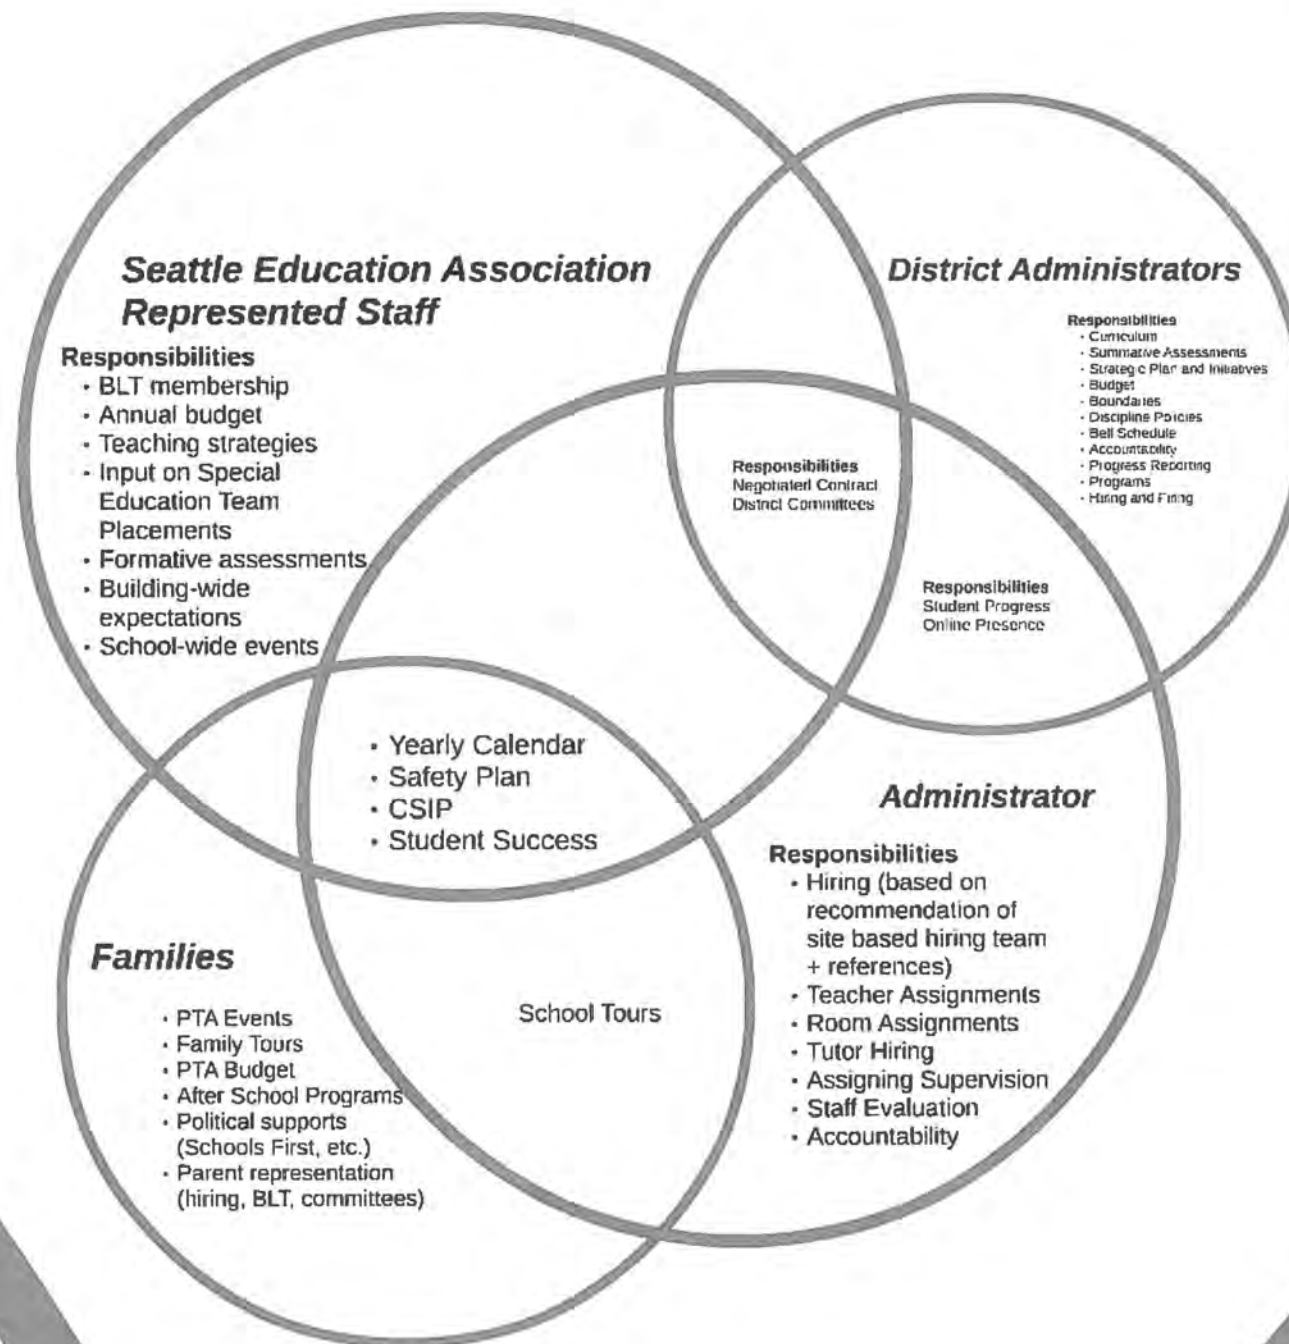 Seattle Education Association
Represented Staff
Responsibilities
· BLT membership
· Annual budget
· Teaching strategies
· Input on Special
Education Team
Placements
· Formative assessments
· Building-wide
expectations
· School-wide events
District Administrators
Responsibilities
· Curriculum
· Summative Assessments
· Strategic Plan and Initiatives
· Budget
· Boundaries
· Discipline Policies
· Bell Schedule
· Accountability
· Progress Reporting
· Programs
· Hiring and Firing
Responsibilities
Negotiated Contract
District Committees
Responsibilities
Student Progress
Online Presence
· Yearly Calendar
· Safety Plan
· CSIP
· Student Success
Administrator
Responsibilities
· Hiring (based on
recommendation of
site based hiring team
+ references)
· Teacher Assignments
· Room Assignments
· Tutor Hiring
· Assigning Supervision
· Staff Evaluation
· Accountability
Families
· PTA Events
· Family Tours
· PTA Budget
· After School Programs
· Political supports
(Schools First, etc.)
· Parent representation
(hiring, BLT, committees)
School Tours